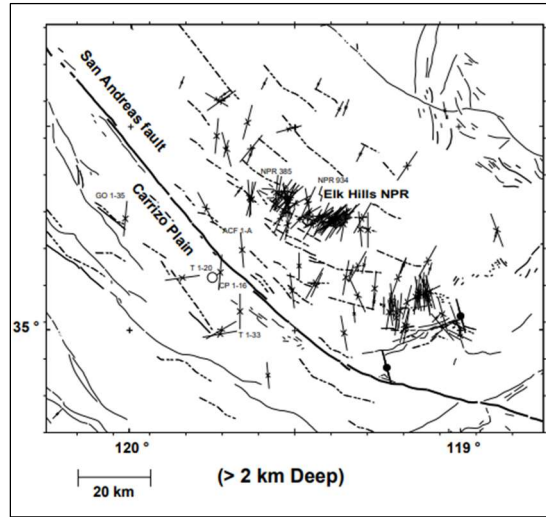 San Andreas fault
NPR 385
NPR 934
Elk Hills NPR
GO 1-35
Carrizo Plain
ACF 1-A
T 1-20
CP 1-16
35 °
T 1-33
120 °
119 °
20 km
(> 2 km Deep)